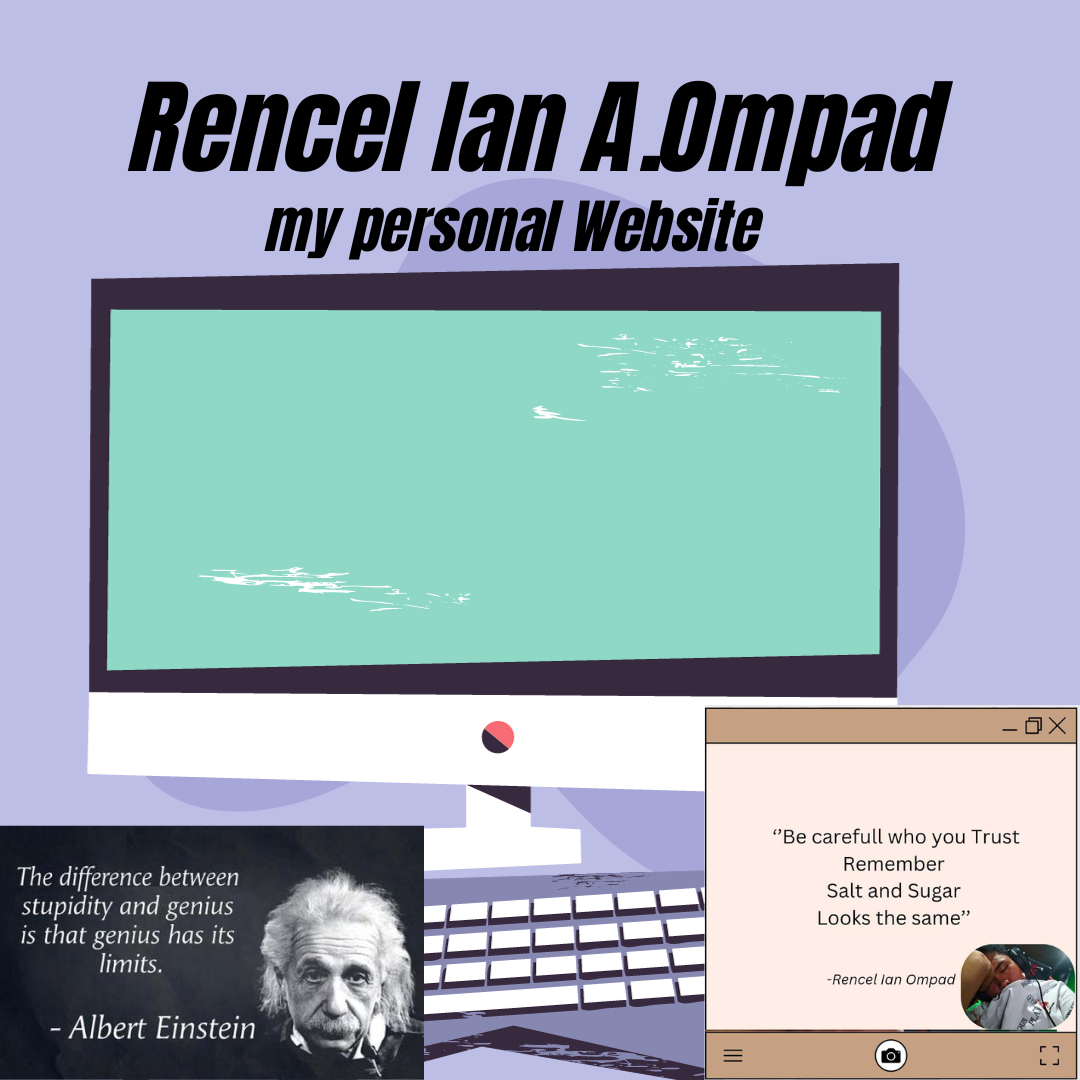 Rencel Ian A.Ompad
my personal Website
The difference between
stupidity and genius
is that genius has its
limits.
- Albert Einstein
‘’Be carefull who you Trust
Remember
Salt and Sugar
Looks the same’’
-Rencel Ian Ompad